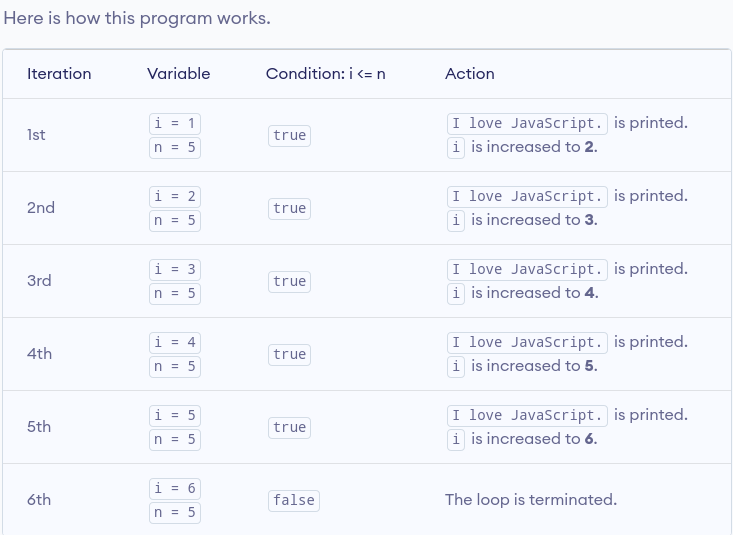 Here is how this program works.
Iteration Variable Condition: i <= n Action
1st
i = 1
n = 5
true
I love JavaScript. is printed.
i is increased to 2.
2nd
i = 2
n = 5
true
I love JavaScript. is printed.
i is increased to 3.
3rd
i = 3
n = 5
true
I love JavaScript. is printed.
i is increased to 4.
4th
i = 4
n = 5
true
I love JavaScript. is printed.
i is increased to 5.
5th
i = 5
n = 5
true
I love JavaScript. is printed.
i is increased to 6.
6th
i = 6
n = 5
false
The loop is terminated.